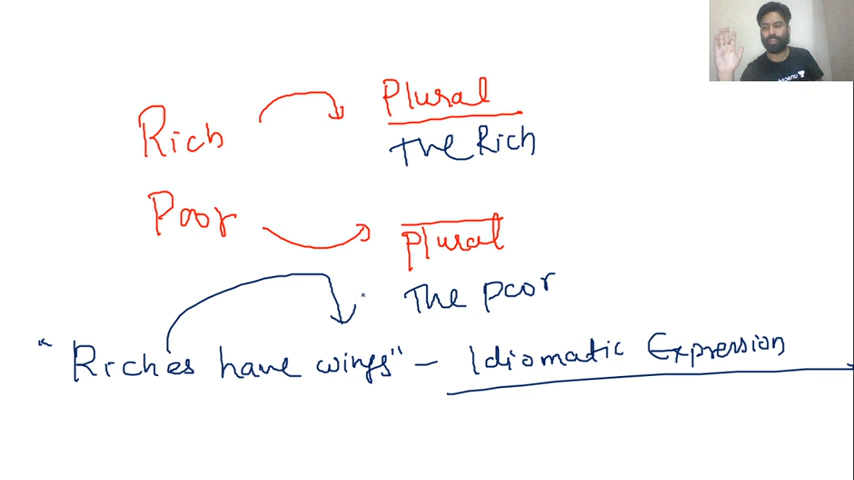 Rich
Plural
The Rich
Poor
Plural
The poor
"Riches have wings" - Idiomatic Expression